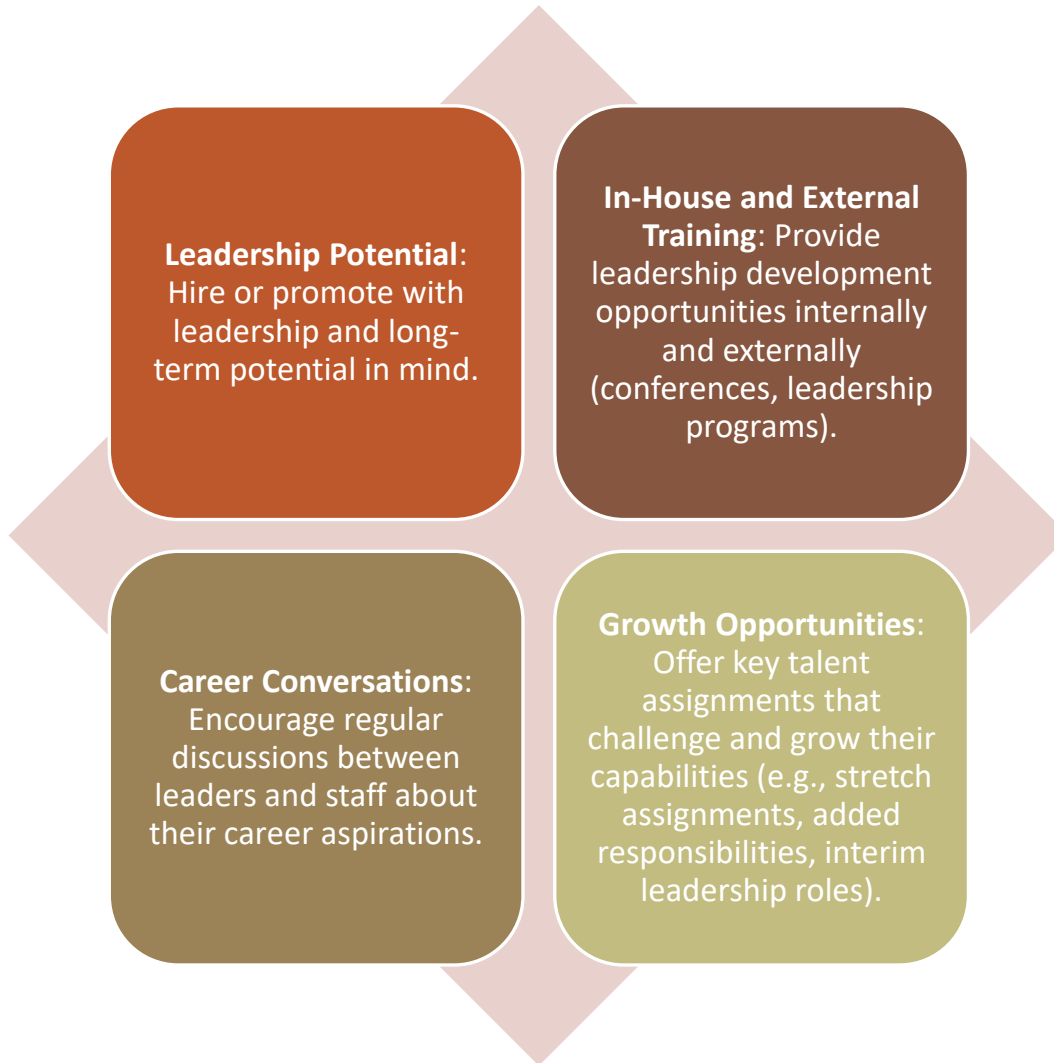 Leadership Potential:
Hire or promote with
leadership and long-
term potential in mind.
In-House and External
Training: Provide
leadership development
opportunities internally
and externally
(conferences, leadership
programs).
Career Conversations:
Encourage regular
discussions between
leaders and staff about
their career aspirations.
Growth Opportunities:
Offer key talent
assignments that
challenge and grow their
capabilities (e.g., stretch
assignments, added
responsibilities, interim
leadership roles).